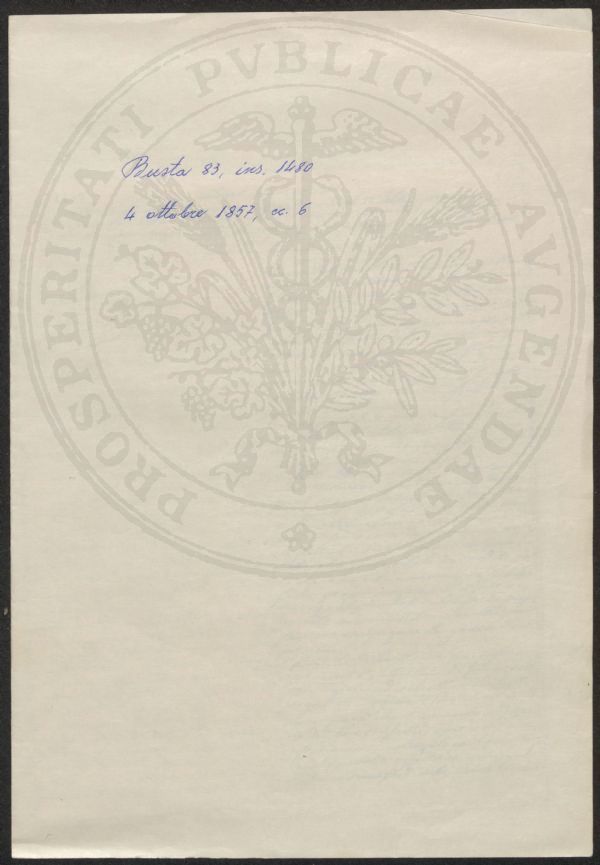 PROSPERITATI PVBLICAE AVGENDAE
Busta 83, ins. 1480
4 ottobre 1857, cc. 6